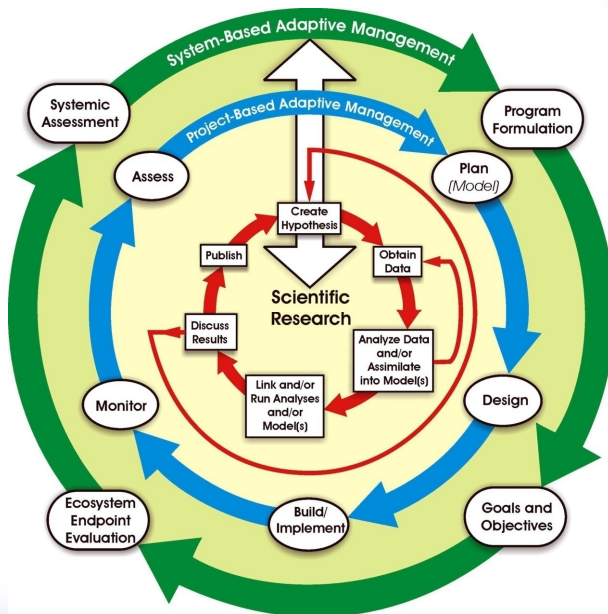 System-Based Adaptive Management
Systemic
Assessment
Program
Formulation
Goals and
Objectives
Ecosystem
Endpoint
Evaluation
Project-Based Adaptive Management
Assess
Plan
(Model)
Design
Build/
Implement
Monitor
Create
Hypothesis
Obtain
Data
Analyze Data
and/or
Assimilate
into Model(s)
Link and/or
Run Analyses
and/or
Model(s)
Discuss
Results
Publish
Scientific
Research